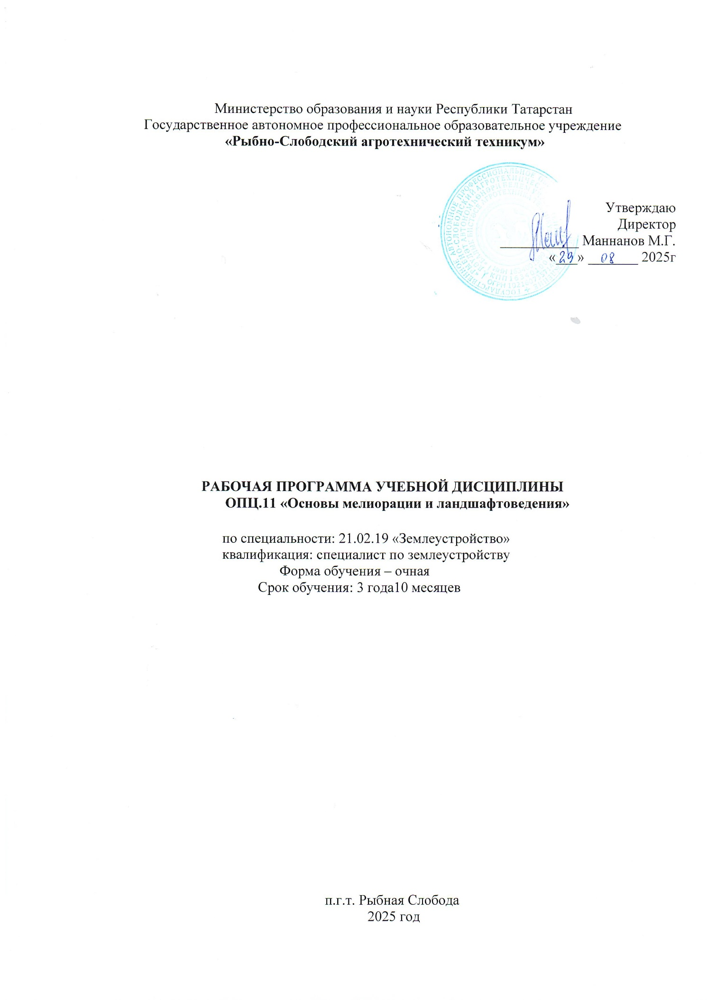 Министерство образования и науки Республики Татарстан
Государственное автономное профессиональное образовательное учреждение
«Рыбно-Слободский агротехнический техникум»
Утверждаю
Директор
___________ Маннанов М.Г.
«29» 08 2025г
РАБОЧАЯ ПРОГРАММА УЧЕБНОЙ ДИСЦИПЛИНЫ
ОПЦ.11 «Основы мелиорации и ландшафтоведения»
по специальности: 21.02.19 «Землеустройство»
квалификация: специалист по землеустройству
Форма обучения – очная
Срок обучения: 3 года10 месяцев
п.г.т. Рыбная Слобода
2025 год